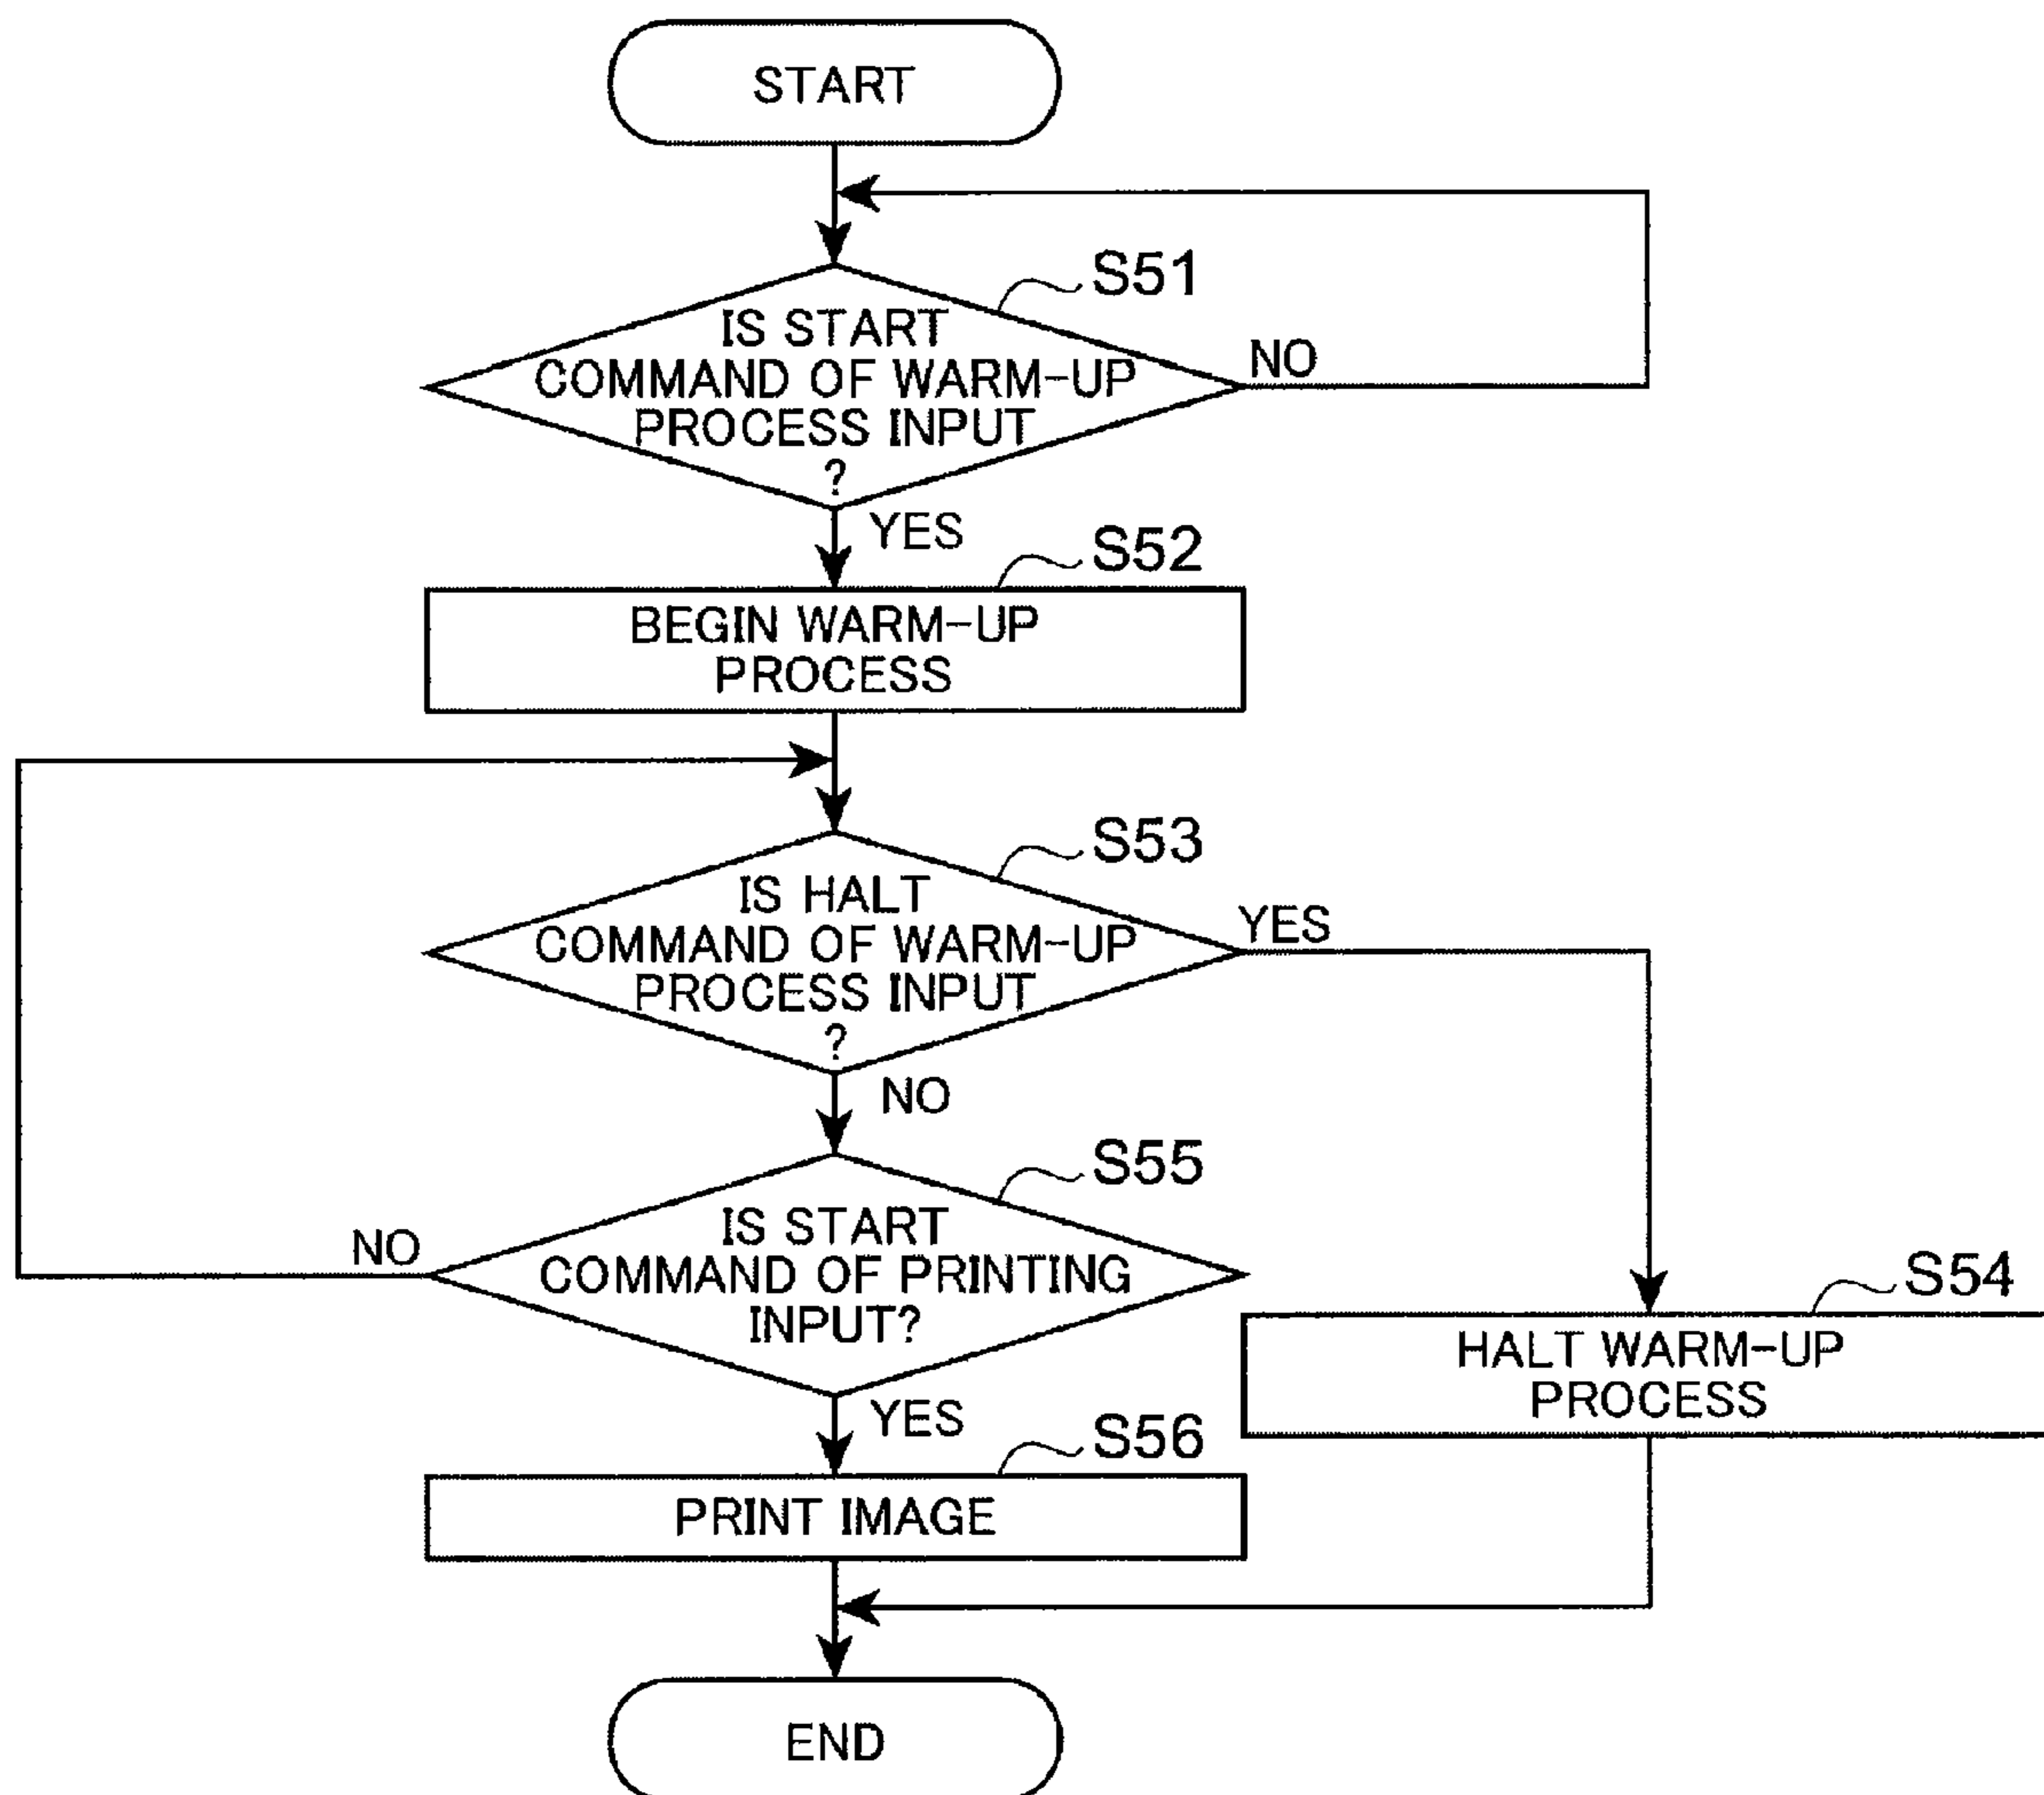 START
S51
IS START
COMMAND OF WARM-UP
PROCESS INPUT
?
NO
YES
S52
BEGIN WARM-UP
PROCESS
S53
IS HALT
COMMAND OF WARM-UP
PROCESS INPUT
?
YES
NO
S55
IS START
COMMAND OF PRINTING
INPUT?
NO
YES
S54
HALT WARM-UP
PROCESS
S56
PRINT IMAGE
END